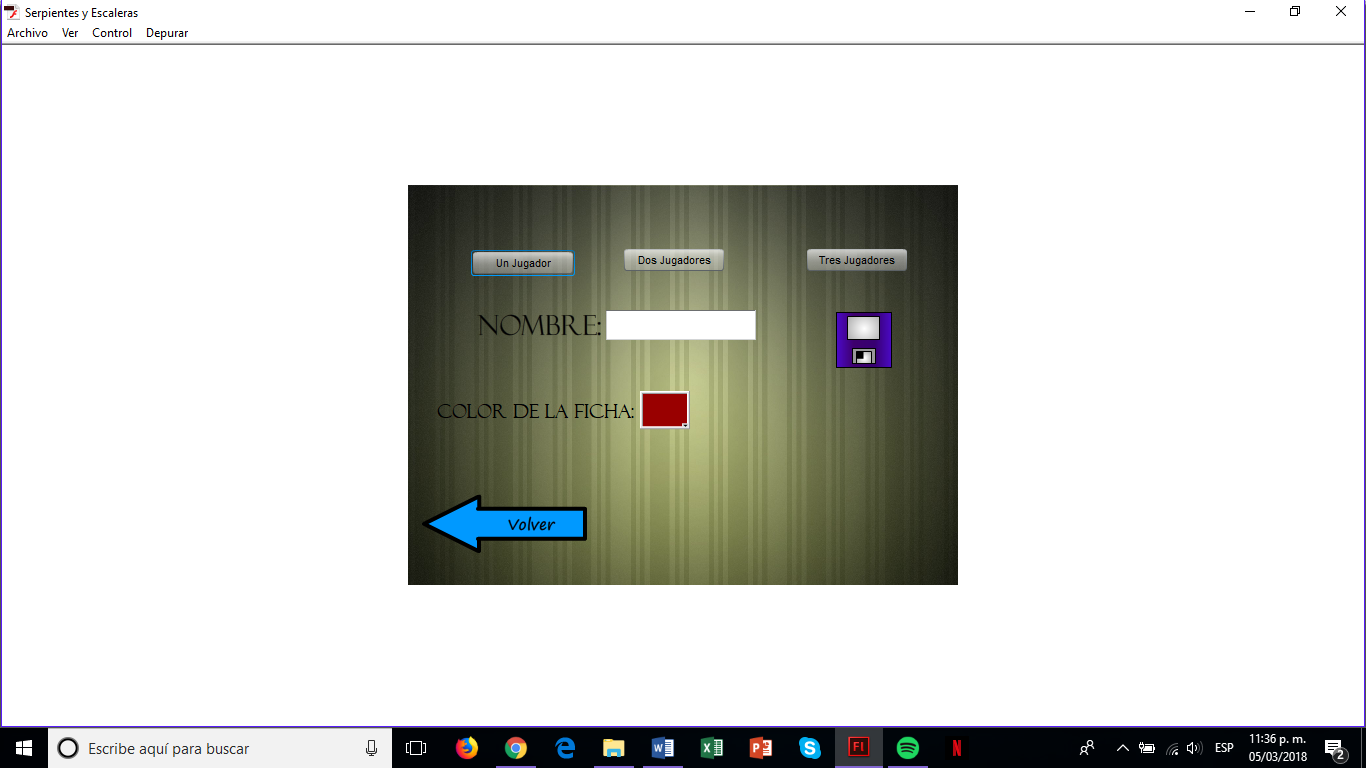 Serpientes y Escaleras
Archivo Ver Control Depurar
Un Jugador Dos Jugadores Tres Jugadores
NOMBRE:
COLOR DE LA FICHA:
Volver
Escribe aquí para buscar
ESP
11:36 p. m.
05/03/2018
2